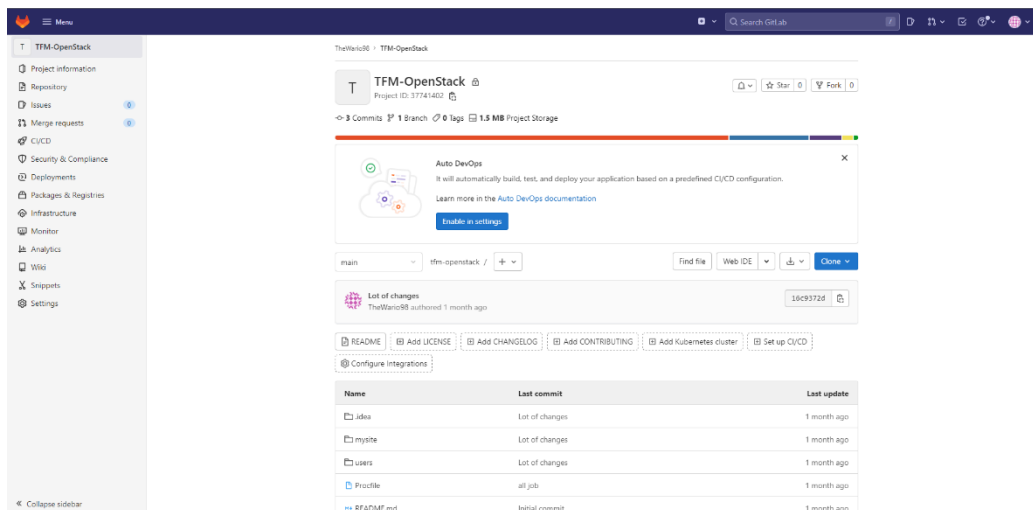 Menu
Search GitLab
/
T TFM-OpenStack
Project information
Repository
Issues 0
Merge requests 0
CI/CD
Security & Compliance
Deployments
Packages & Registries
Infrastructure
Monitor
Analytics
Wiki
Snippets
Settings
Collapse sidebar
TheWario98 › TFM-OpenStack
T
TFM-OpenStack
Project ID: 37741402
Star 0 Fork 0
3 Commits 1 Branch 0 Tags 1.5 MB Project Storage
Auto DevOps
It will automatically build, test, and deploy your application based on a predefined CI/CD configuration.
Learn more in the Auto DevOps documentation
Enable in settings
main tfm-openstack / + Find file Web IDE Clone
Lot of changes
TheWario98 authored 1 month ago
16c9372d
README Add LICENSE Add CHANGELOG Add CONTRIBUTING Add Kubernetes cluster Set up CI/CD
Configure Integrations
Name Last commit Last update
.idea Lot of changes 1 month ago
mysite Lot of changes 1 month ago
users Lot of changes 1 month ago
Procfile all job 1 month ago
README.md Initial commit 1 month ago